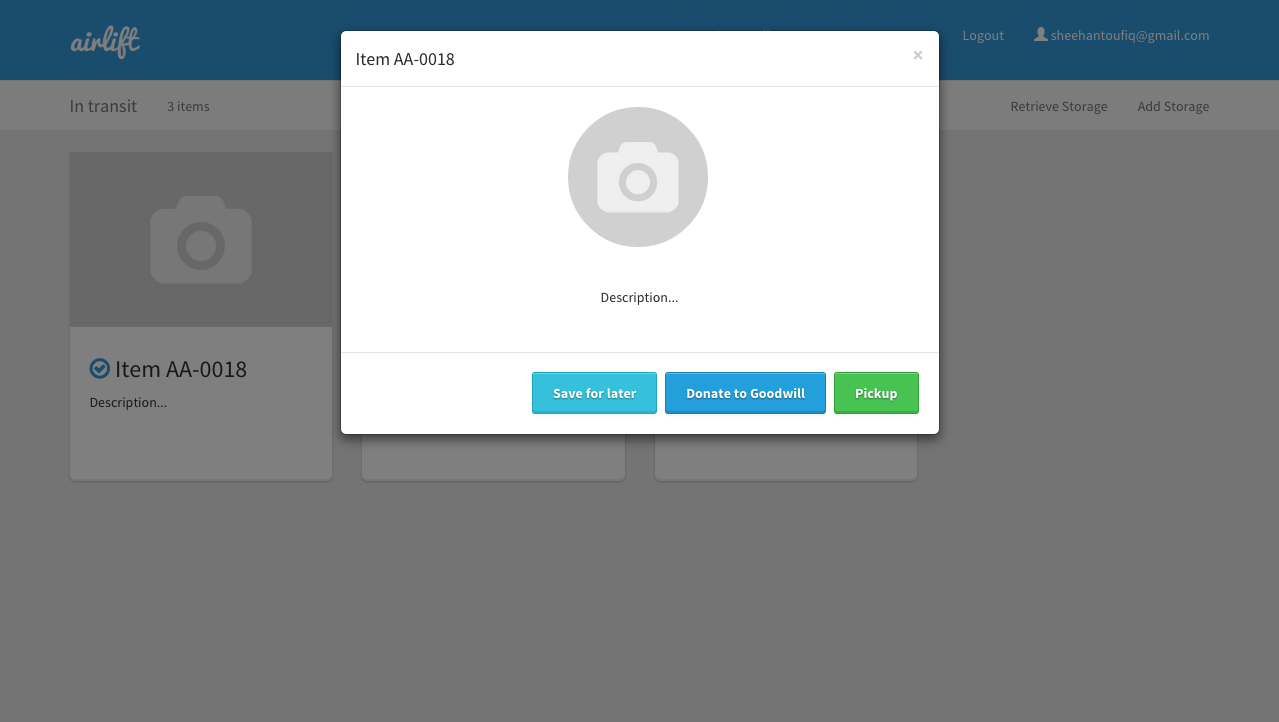 airlift
Logout
sheehantoufiq@gmail.com
Item AA-0018
×
In transit
3 items
Retrieve Storage
Add Storage
Description...
Item AA-0018
Description...
Save for later
Donate to Goodwill
Pickup